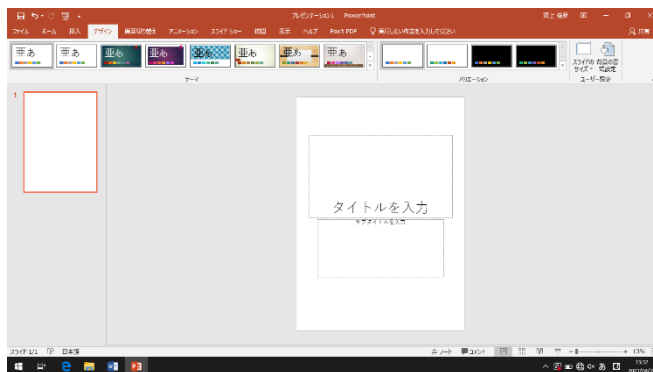 プレゼンテーション1 - PowerPoint
ファイル ホーム 挿入 デザイン 画面切り替え アニメーション スライド ショー 校閲 表示 ヘルプ Foxit PDF 実行したい作業を入力してください 共有
亜あ 亜あ 亜あ 亜あ 亜あ 亜あ 亜あ
スライドの サイズ 背景の書式設定
テーマ バリエーション ユーザー設定
1
タイトルを入力
サブタイトルを入力
スライド 1/1 日本語 ノート コメント 13%
あ 15:32